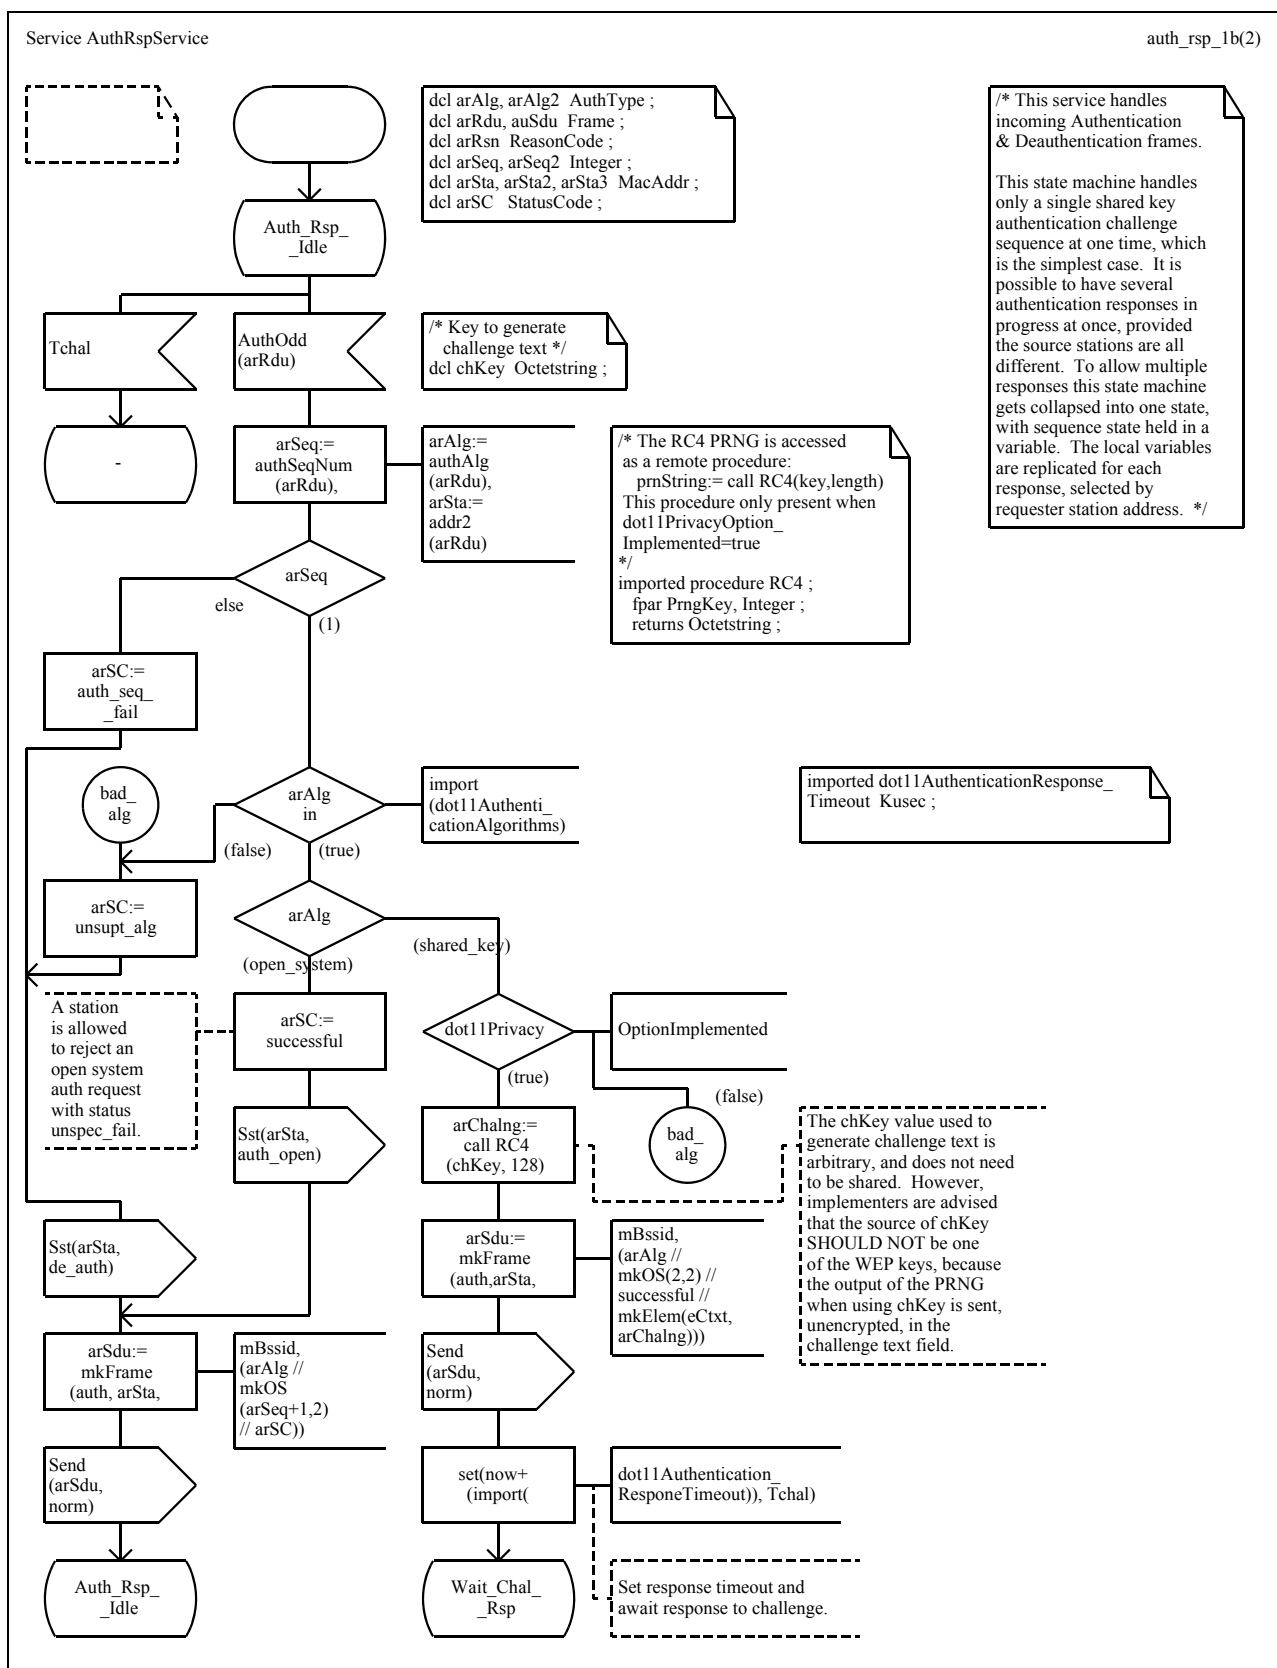 Service AuthRspService
auth_rsp_1b(2)
dcl arAlg, arAlg2 AuthType ;
dcl arRdu, auSdu Frame ;
dcl arRsn ReasonCode ;
dcl arSeq, arSeq2 Integer ;
dcl arSta, arSta2, arSta3 MacAddr ;
dcl arSC StatusCode ;
/* This service handles
incoming Authentication
& Deauthentication frames.
This state machine handles
only a single shared key
authentication challenge
sequence at one time, which
is the simplest case. It is
possible to have several
authentication responses in
progress at once, provided
the source stations are all
different. To allow multiple
responses this state machine
gets collapsed into one state,
with sequence state held in a
variable. The local variables
are replicated for each
response, selected by
requester station address. */
Auth_Rsp_
_Idle
Tchal
AuthOdd
(arRdu)
/* Key to generate
challenge text */
dcl chKey Octetstring ;
-
arSeq:=
authSeqNum
(arRdu),
arAlg:=
authAlg
(arRdu),
arSta:=
addr2
(arRdu)
/* The RC4 PRNG is accessed
as a remote procedure:
prnString:= call RC4(key,length)
This procedure only present when
dot11PrivacyOption_
Implemented=true
*/
imported procedure RC4 ;
fpar PrngKey, Integer ;
returns Octetstring ;
arSeq
else
(1)
arSC:=
auth_seq_
_fail
bad_
alg
arAlg
in
import
(dot11Authenti_
cationAlgorithms)
imported dot11AuthenticationResponse_
Timeout Kusec ;
(false)
(true)
arSC:=
unsupt_alg
arAlg
(shared_key)
(open_system)
A station
is allowed
to reject an
open system
auth request
with status
unspec_fail.
arSC:=
successful
dot11Privacy
OptionImplemented
(true)
(false)
Sst(arSta,
auth_open)
arChalng:=
call RC4
(chKey, 128)
bad_
alg
The chKey value used to
generate challenge text is
arbitrary, and does not need
to be shared. However,
implementers are advised
that the source of chKey
SHOULD NOT be one
of the WEP keys, because
the output of the PRNG
when using chKey is sent,
unencrypted, in the
challenge text field.
Sst(arSta,
de_auth)
arSdu:=
mkFrame
(auth,arSta,
mBssid,
(arAlg //
mkOS(2,2) //
successful //
mkElem(eCtxt,
arChalng)))
arSdu:=
mkFrame
(auth, arSta,
mBssid,
(arAlg //
mkOS
(arSeq+1,2)
// arSC))
Send
(arSdu,
norm)
Send
(arSdu,
norm)
set(now+
(import(
dot11Authentication_
ResponeTimeout)), Tchal)
Auth_Rsp_
_Idle
Wait_Chal_
_Rsp
Set response timeout and
await response to challenge.